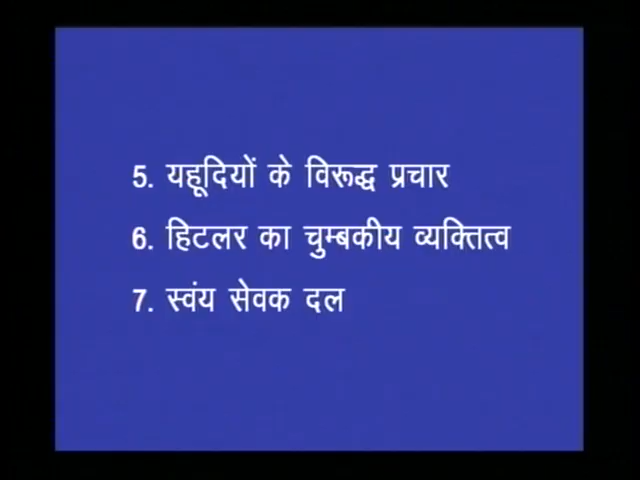 5. यहूदियों के विरूद्ध प्रचार
6. हिटलर का चुम्बकीय व्यक्तित्व
7. स्वंय सेवक दल